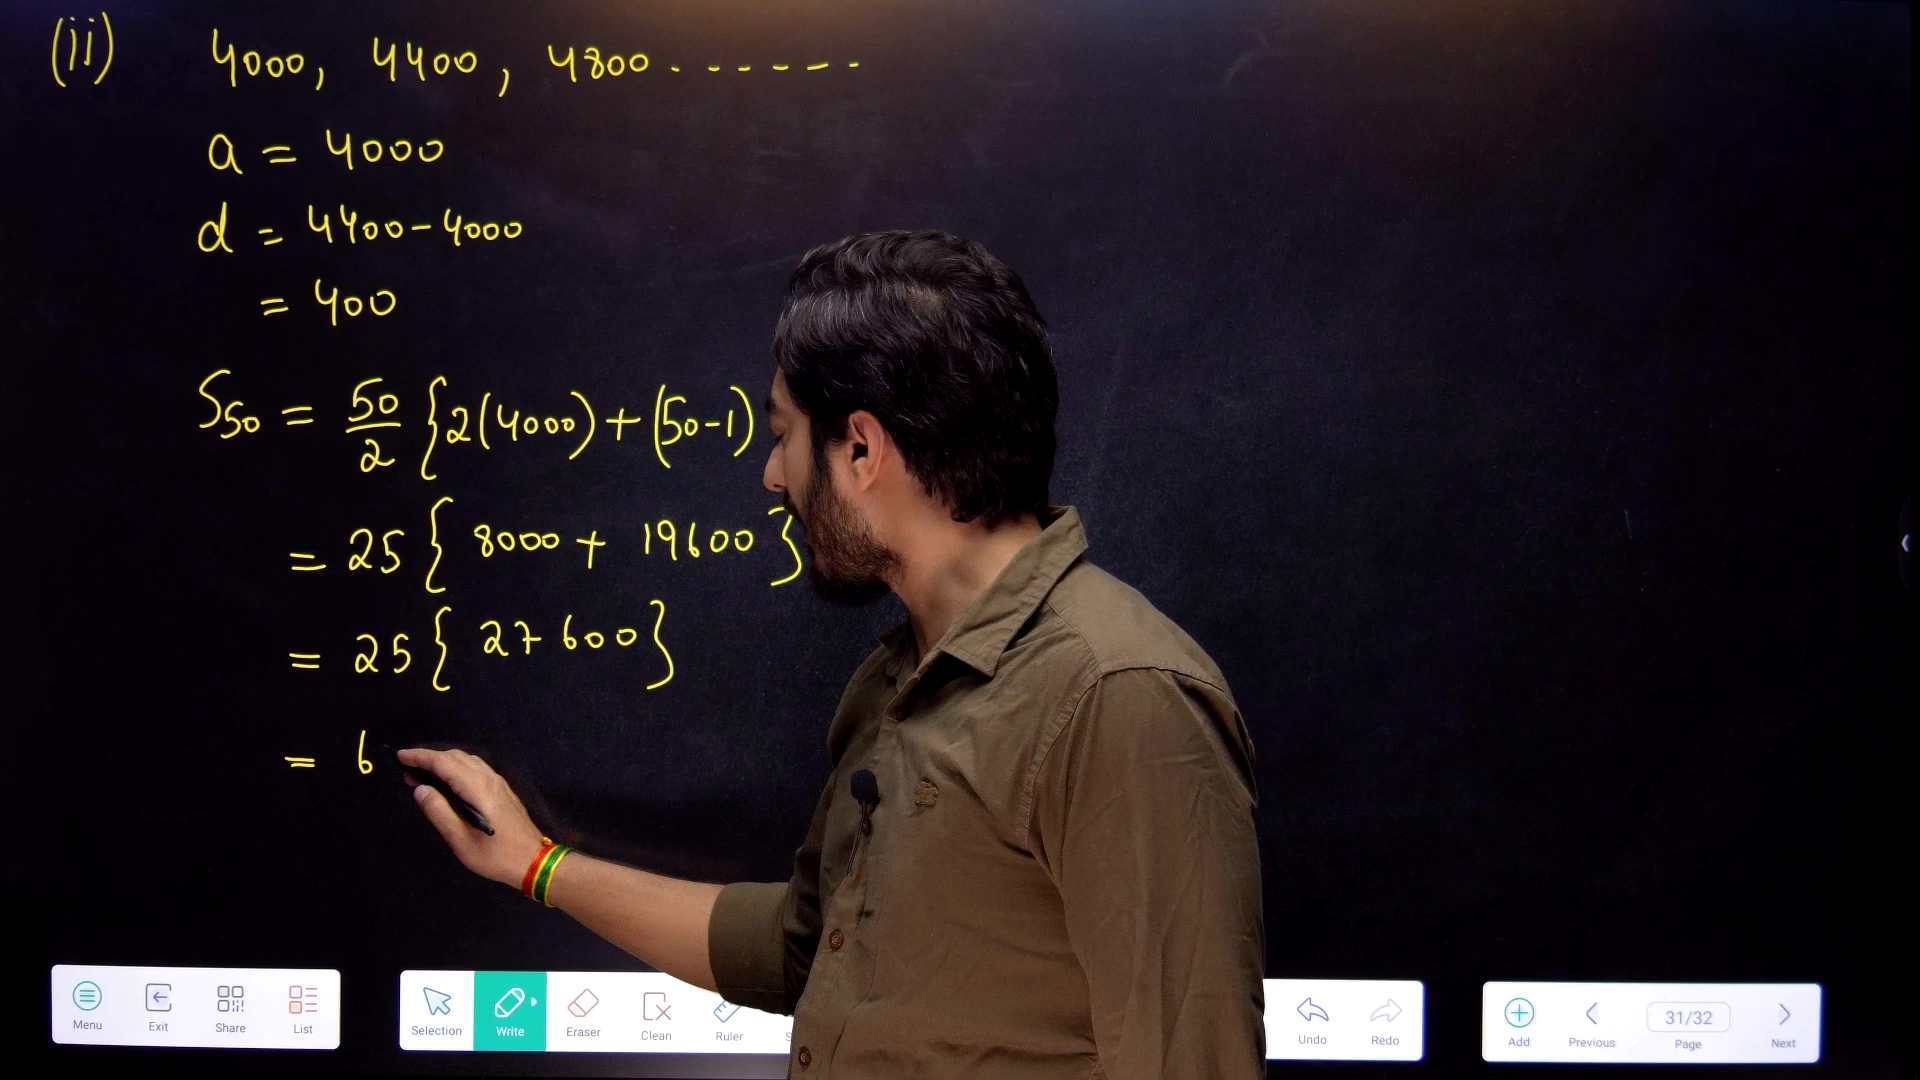 (ii) 4000, 4400, 4800 . - - - - - .
a = 4000
d = 4400-4000
= 400
S50 = 50/2 {2(4000)+(50-1)
= 25 { 8000 + 19600 }
= 25 { 27600 }
= 6
Menu Exit Share List Selection Write Eraser Clean Ruler Undo Redo Add Previous 31/32 Page Next